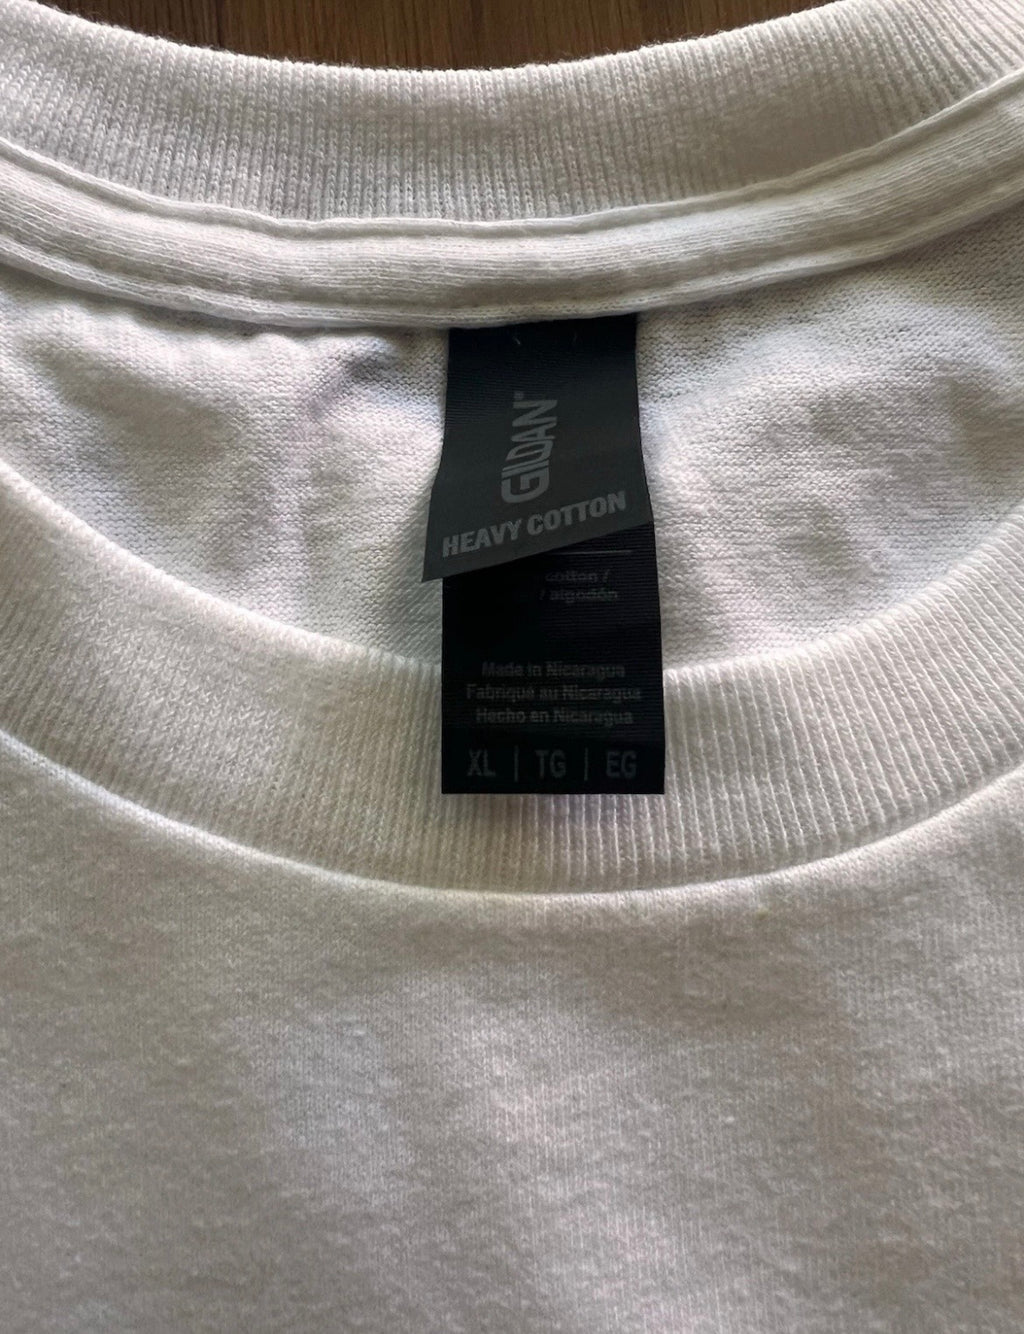 GILDAN®
HEAVY COTTON
cotton /
/ algodón
Made in Nicaragua
Fabriqué au Nicaragua
Hecho en Nicaragua
XL | TG | EG